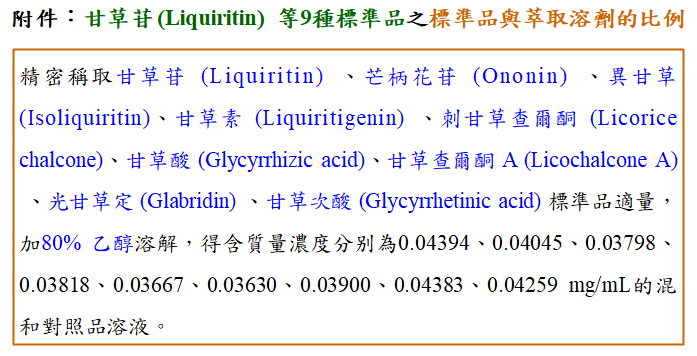 附件：甘草苷(Liquiritin) 等9種標準品之標準品與萃取溶劑的比例
精密稱取甘草苷 (Liquiritin) 、芒柄花苷 (Ononin) 、異甘草
(Isoliquiritin)、甘草素 (Liquiritigenin) 、刺甘草查爾酮 (Licorice
chalcone)、甘草酸 (Glycyrrhizic acid)、甘草查爾酮 A (Licochalcone A)
、光甘草定 (Glabridin) 、甘草次酸 (Glycyrrhetinic acid) 標準品適量，
加80% 乙醇溶解，得含質量濃度分別為0.04394、0.04045、0.03798、
0.03818、0.03667、0.03630、0.03900、0.04383、0.04259 mg/mL的混
和對照品溶液。